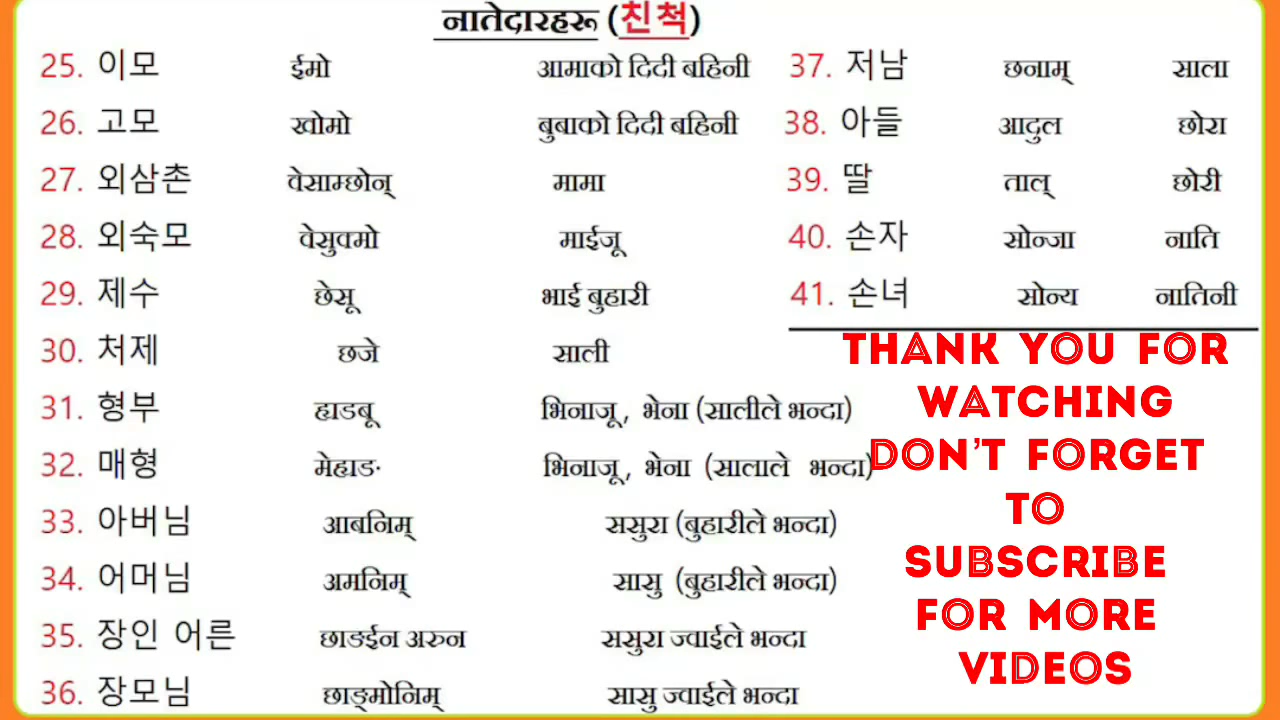 नातेदारहरू (친척)
25. 이모 ईमो आमाको दिदी बहिनी
26. 고모 खोमो बुबाको दिदी बहिनी
27. 외삼촌 वेसाम्छोन् मामा
28. 외숙모 वेसुक्मो माईजू
29. 제수 छेसू भाई बुहारी
30. 처제 छजे साली
31. 형부 ह्याडबू भिनाजू, भेना (सालीले भन्दा)
32. 매형 मेह्याङ भिनाजू, भेना (सालाले भन्दा)
33. 아버님 आबनिम् ससुरा (बुहारीले भन्दा)
34. 어머님 अमनिम् सासु (बुहारीले भन्दा)
35. 장인 어른 छाङईन अरुन ससुरा ज्वाईले भन्दा
36. 장모님 छाङ्मोनिम् सासु ज्वाईले भन्दा
37. 저남 छनाम् साला
38. 아들 आदुल छोरा
39. 딸 ताल् छोरी
40. 손자 सोन्जा नाति
41. 손녀 सोन्य नातिनी
THANK YOU FOR
WATCHING
DON'T FORGET
TO
SUBSCRIBE
FOR MORE
VIDEOS